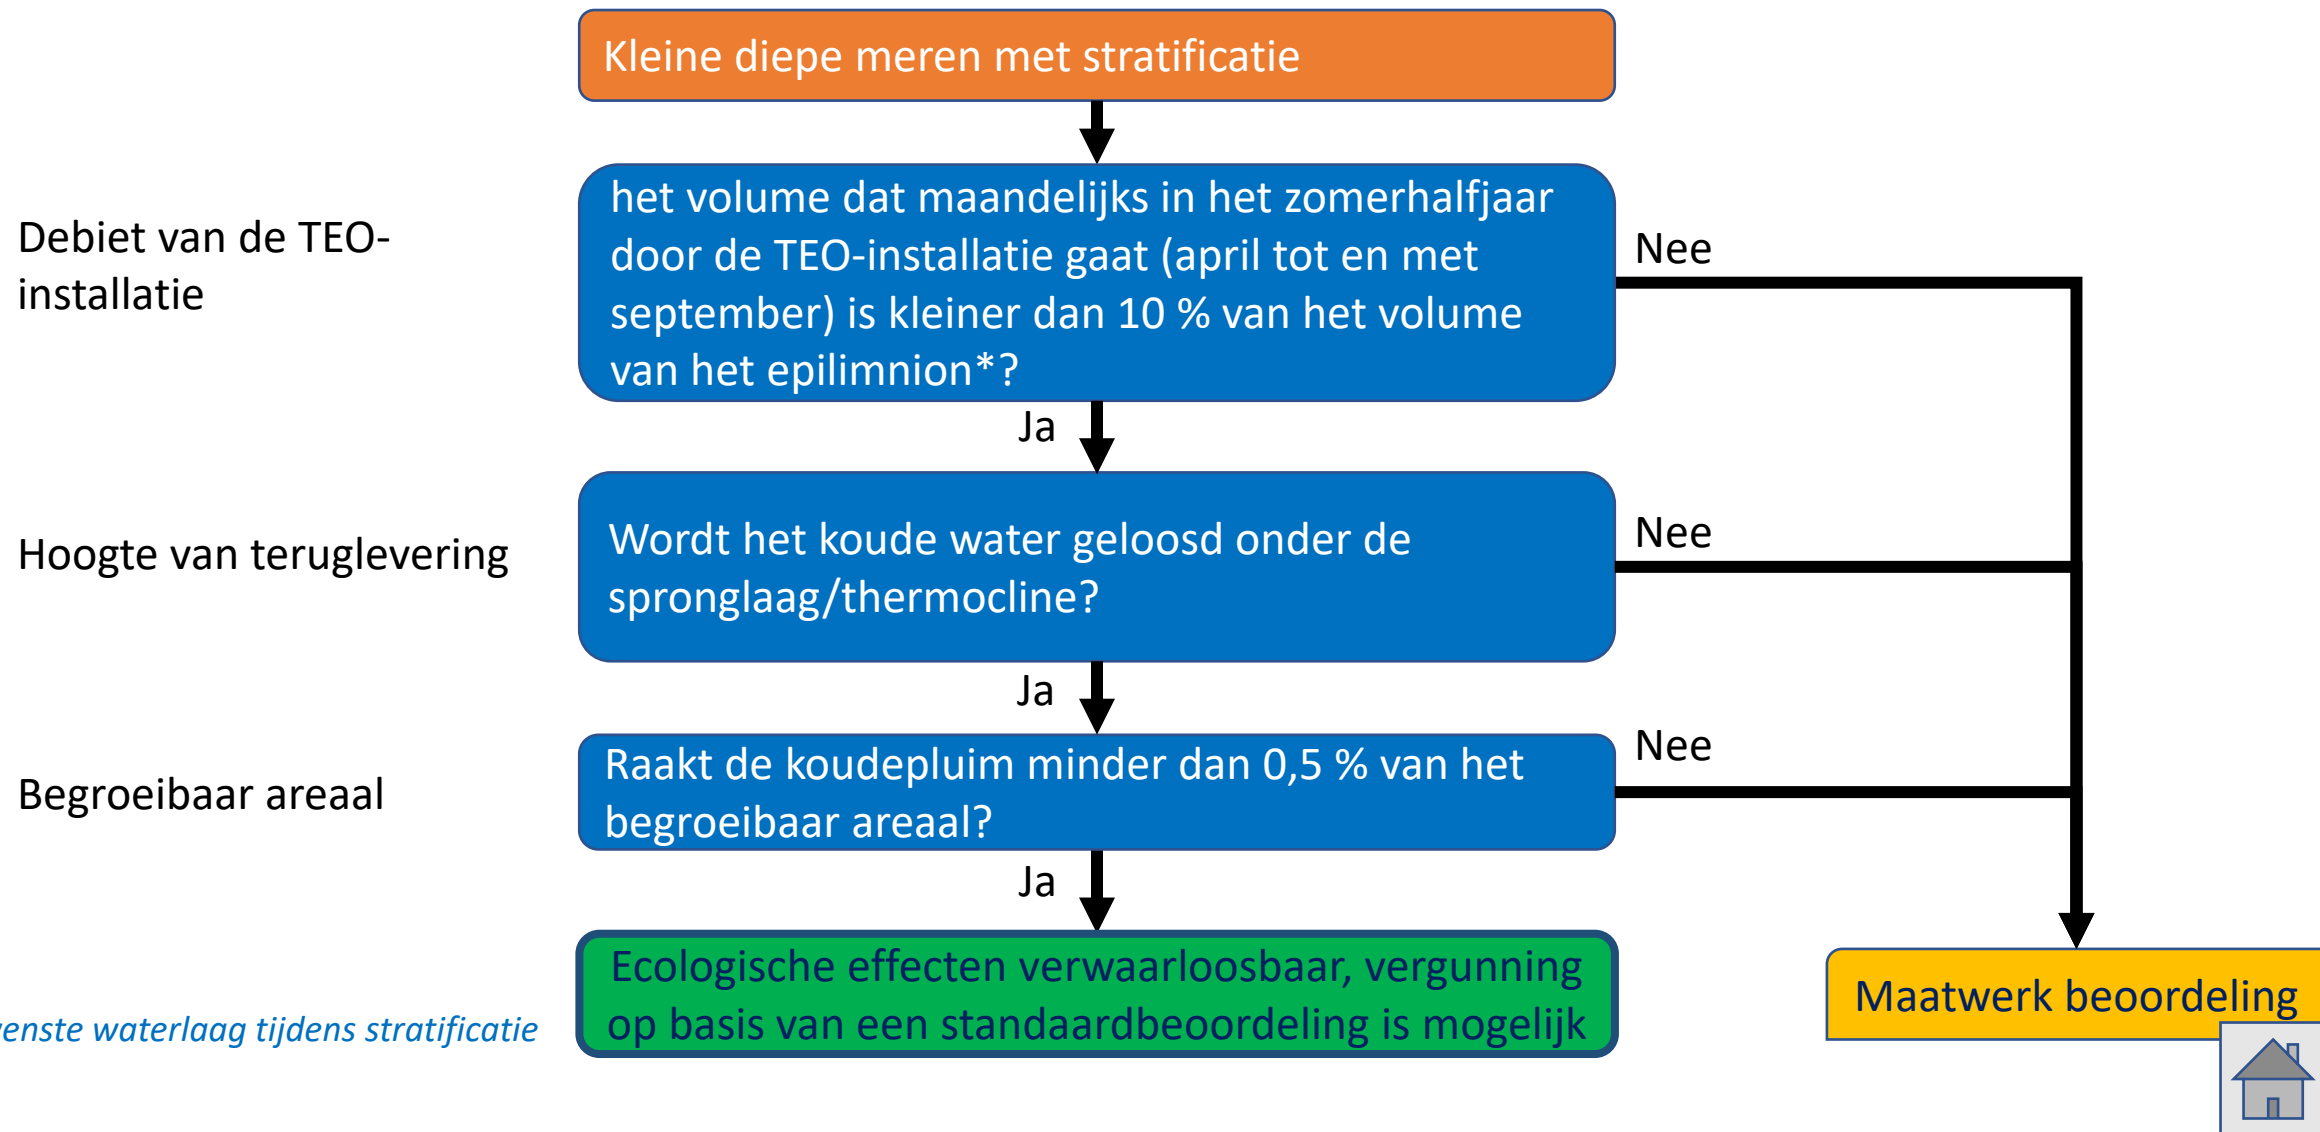 Kleine diepe meren met stratificatie
Debiet van de TEO-
installatie
het volume dat maandelijks in het zomerhalfjaar
door de TEO-installatie gaat (april tot en met
september) is kleiner dan 10 % van het volume
van het epilimnion*?
Nee
Ja
Hoogte van teruglevering
Wordt het koude water geloosd onder de
spronglaag/thermocline?
Nee
Ja
Begroeibaar areaal
Raakt de koudepluim minder dan 0,5 % van het
begroeibaar areaal?
Nee
Ja
Ecologische effecten verwaarloosbaar, vergunning
op basis van een standaardbeoordeling is mogelijk
Maatwerk beoordeling
waterlaag tijdens stratificatie